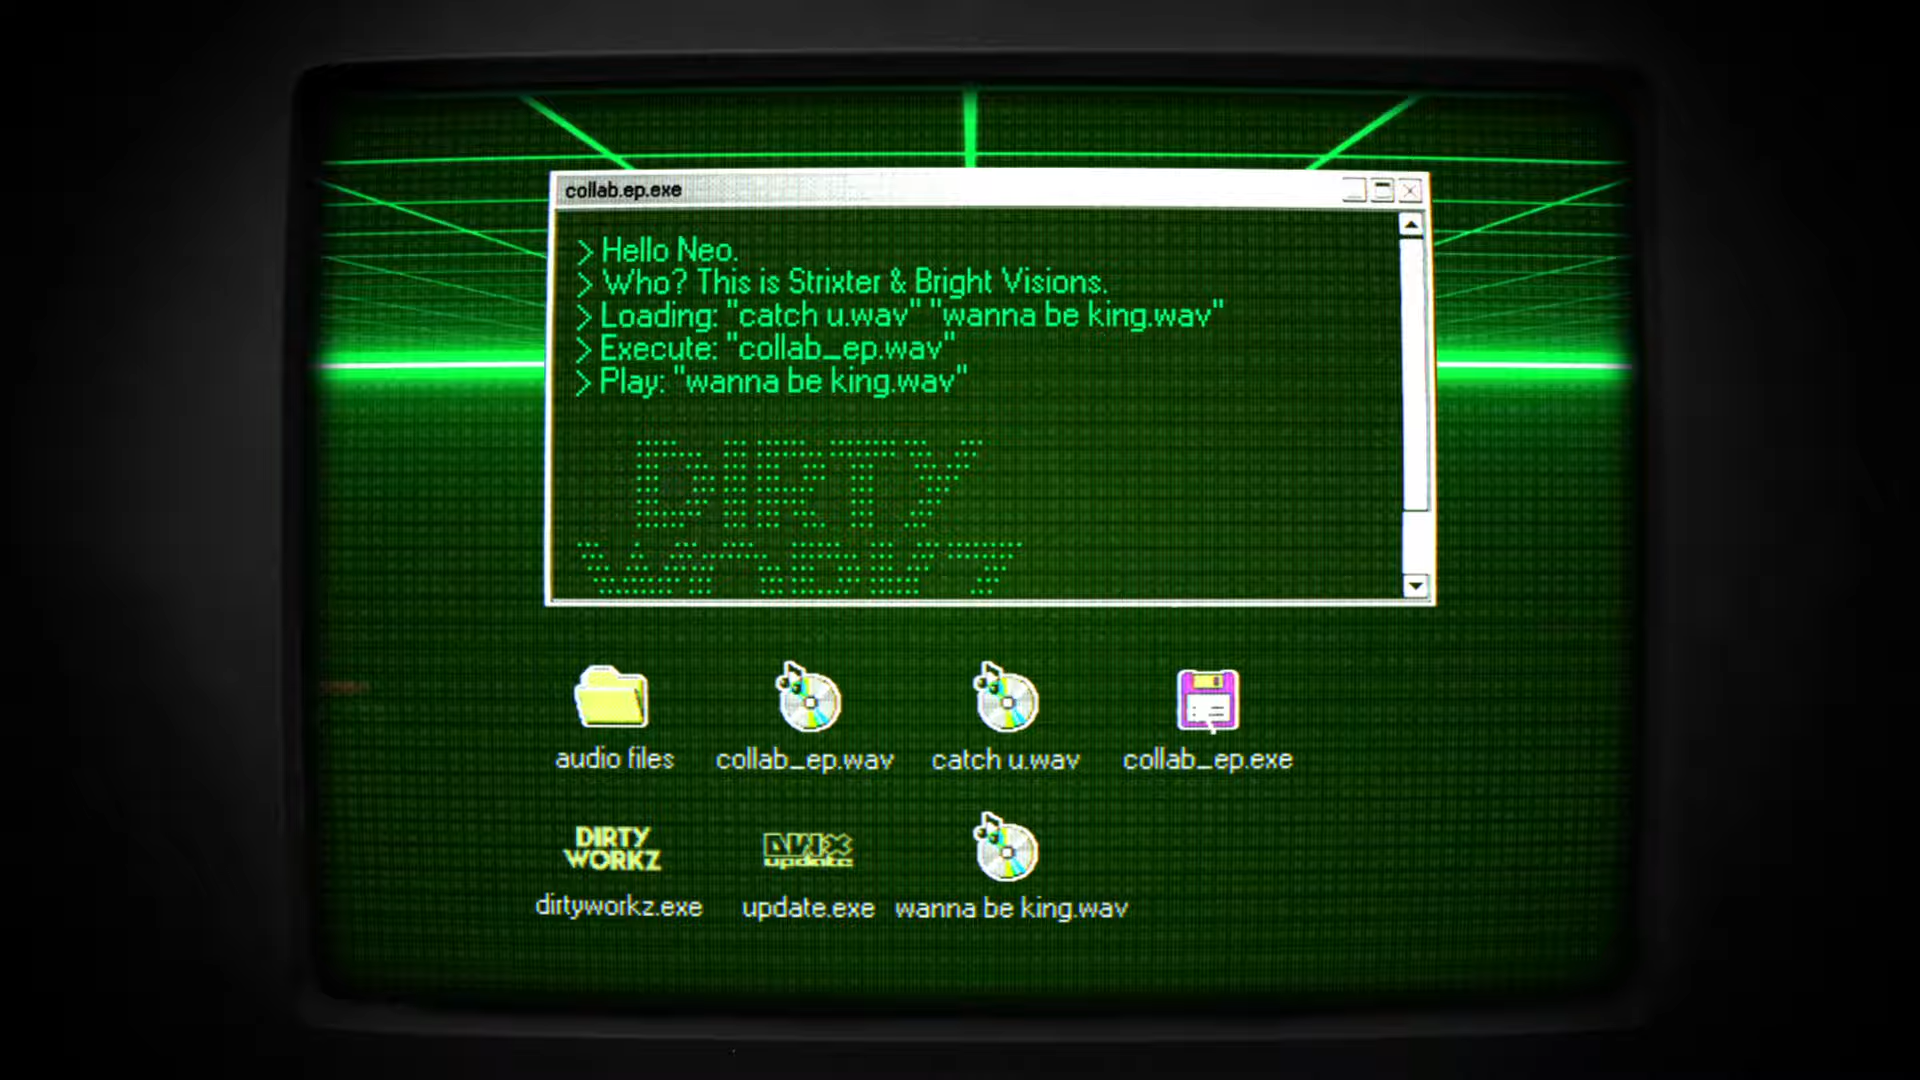 collab.ep.exe
> Hello Neo.
> Who? This is Strixter & Bright Visions.
> Loading: "catch u.wav" "wanna be king.wav"
> Execute: "collab_ep.wav"
> Play: "wanna be king.wav"
DIRTY
WORKZ
audio files
collab_ep.wav
catch u.wav
collab_ep.exe
DIRTY
WORKZ
update
dirtyworkz.exe
update.exe
wanna be king.wav